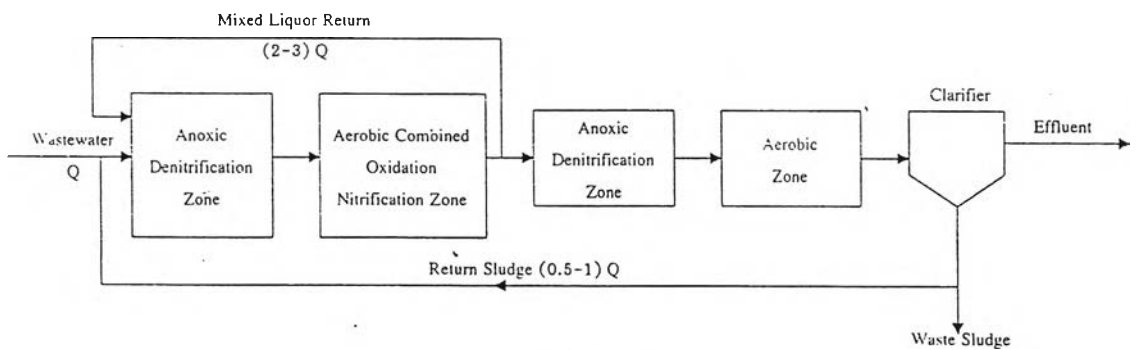 Mixed Liquor Return
(2-3) Q
Wastewater
Q
Anoxic
Denitrification
Zone
Aerobic Combined
Oxidation
Nitrification Zone
Anoxic
Denitrification
Zone
Aerobic
Zone
Clarifier
Effluent
Return Sludge (0.5-1) Q
Waste Sludge